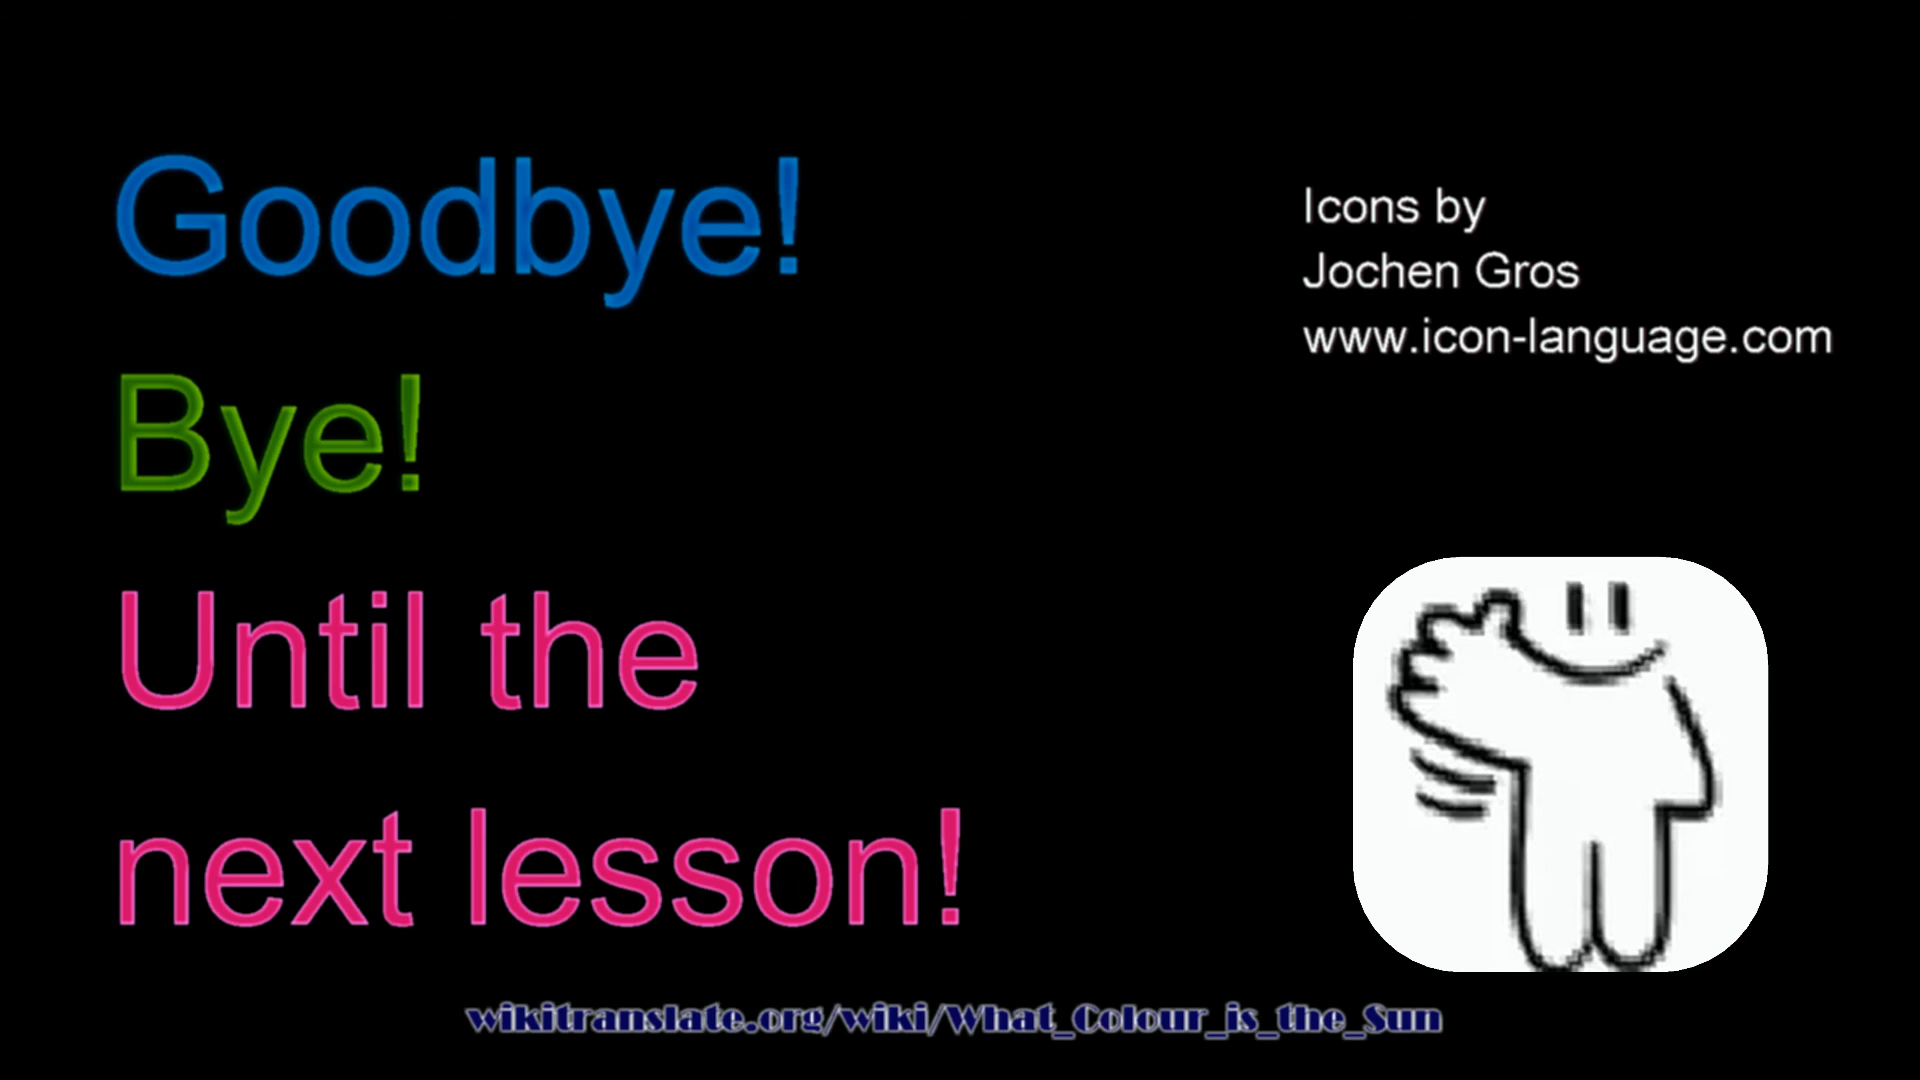 Goodbye!
Bye!
Until the
next lesson!
Icons by
Jochen Gros
www.icon-language.com
wikitranslate.org/wiki/What_Colour_is_the_Sun